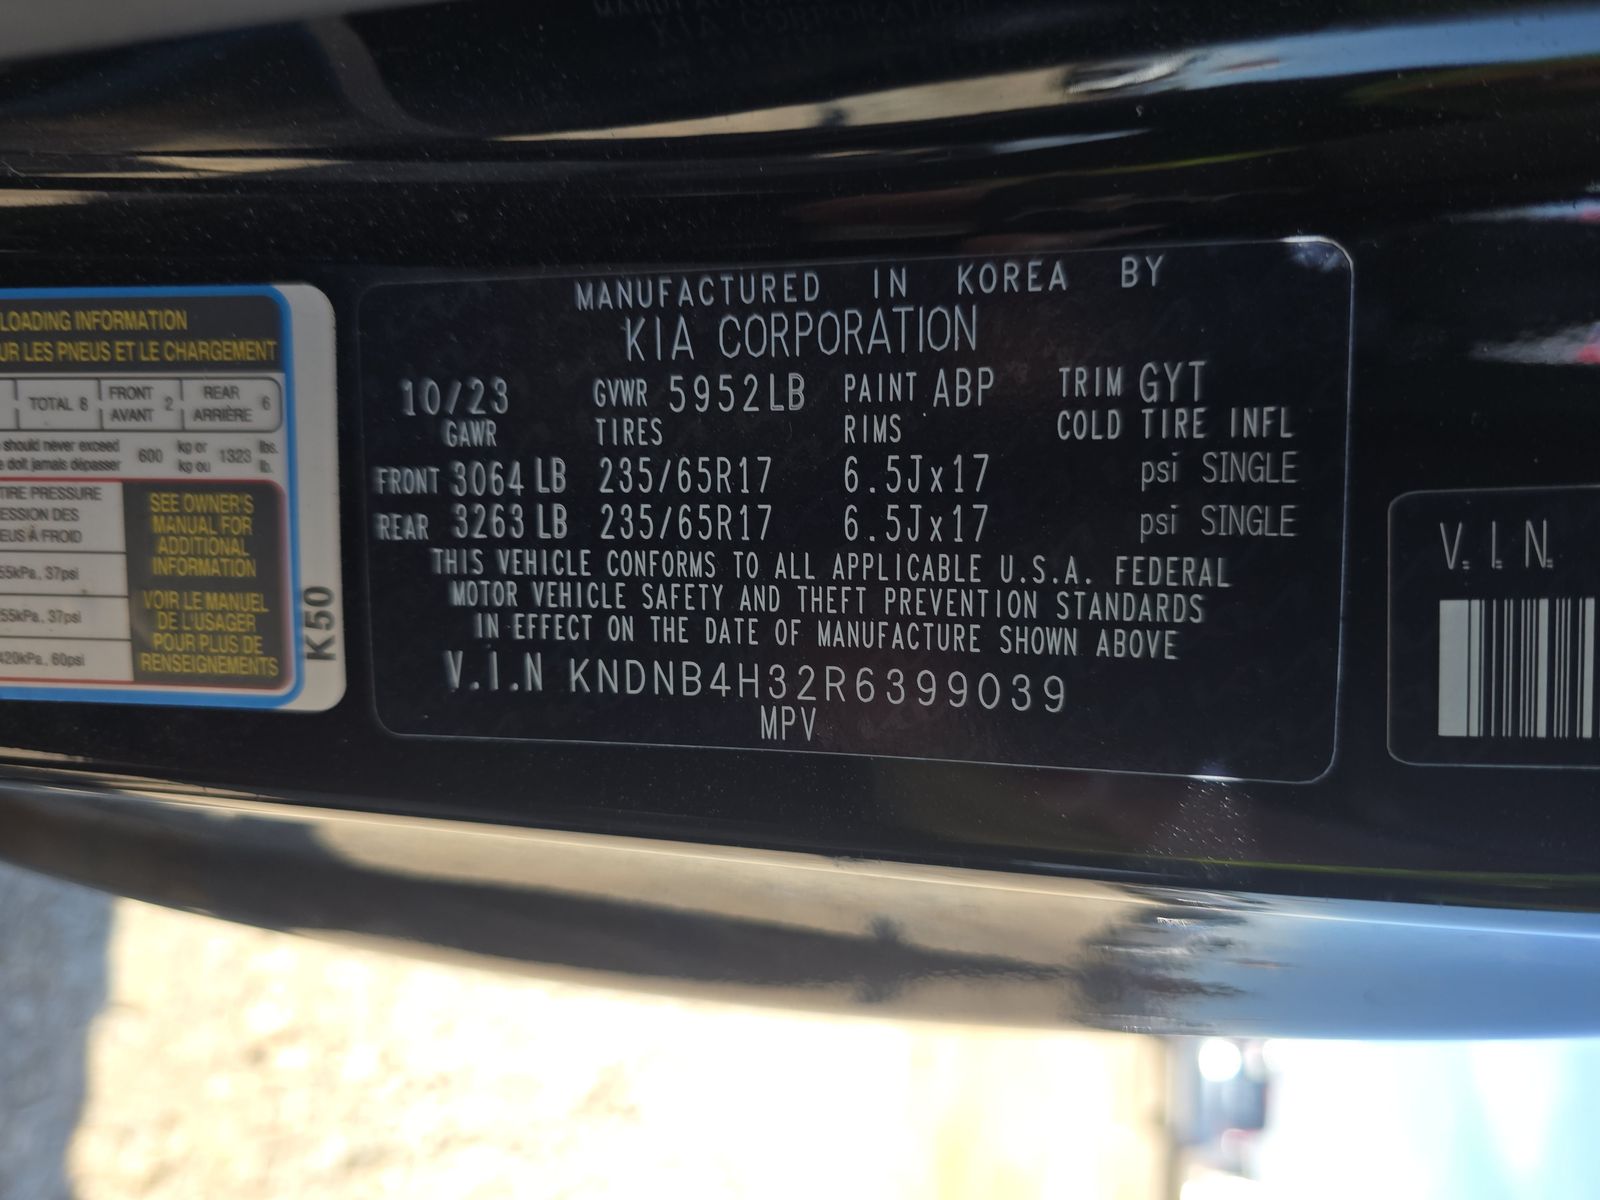 LOADING INFORMATION
UR LES PNEUS ET LE CHARGEMENT
TOTAL 8 FRONT AVANT 2 REAR ARRIÈRE 6
should never exceed 600 kg or 1323 lbs.
doit jamais dépasser kg ou lb.
TIRE PRESSURE
ESSION DES
EUS À FROID
55kPa, 37psi
55kPa, 37psi
420kPa, 60psi
SEE OWNER'S
MANUAL FOR
ADDITIONAL
INFORMATION
VOIR LE MANUEL
DE L'USAGER
POUR PLUS DE
RENSEIGNEMENTS
K50
MANUFACTURED IN KOREA BY
KIA CORPORATION
10/23 GVWR 5952LB PAINT ABP TRIM GYT
GAWR TIRES RIMS COLD TIRE INFL
FRONT 3064 LB 235/65R17 6.5Jx17 psi SINGLE
REAR 3263 LB 235/65R17 6.5Jx17 psi SINGLE
THIS VEHICLE CONFORMS TO ALL APPLICABLE U.S.A. FEDERAL
MOTOR VEHICLE SAFETY AND THEFT PREVENTION STANDARDS
IN EFFECT ON THE DATE OF MANUFACTURE SHOWN ABOVE
V.I.N KNDNB4H32R6399039
MPV
V.I.N.